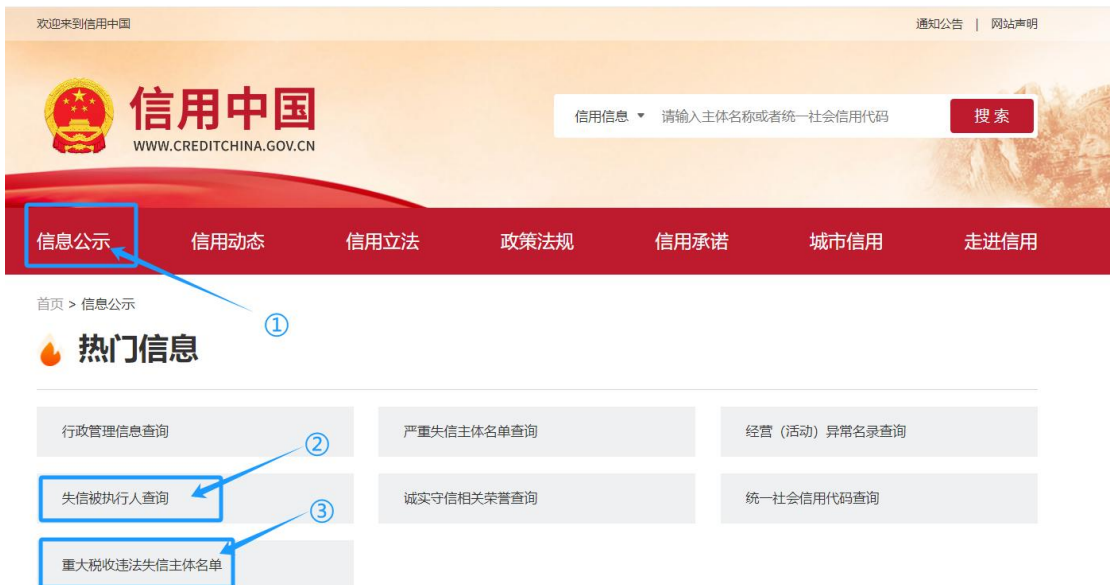 欢迎来到信用中国
通知公告 | 网站声明
信用中国
WWW.CREDITCHINA.GOV.CN
信用信息 请输入主体名称或者统一社会信用代码 搜索
信息公示 信用动态 信用立法 政策法规 信用承诺 城市信用 走进信用
首页 > 信息公示
①
热门信息
行政管理信息查询 严重失信主体名单查询 经营（活动）异常名录查询
②
失信被执行人查询 诚实守信相关荣誉查询 统一社会信用代码查询
③
重大税收违法失信主体名单